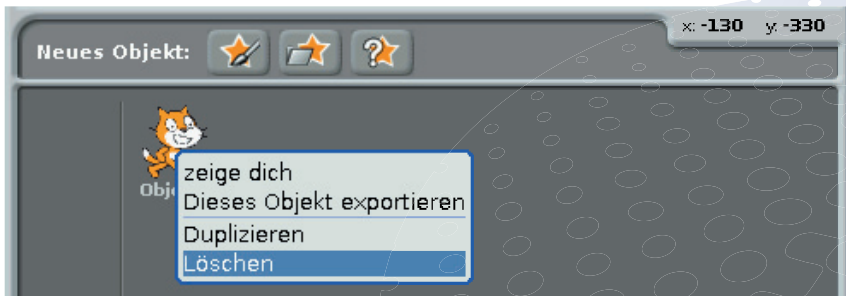 x: -130 y: -330
Neues Objekt:
zeige dich
Dieses Objekt exportieren
Duplizieren
Löschen